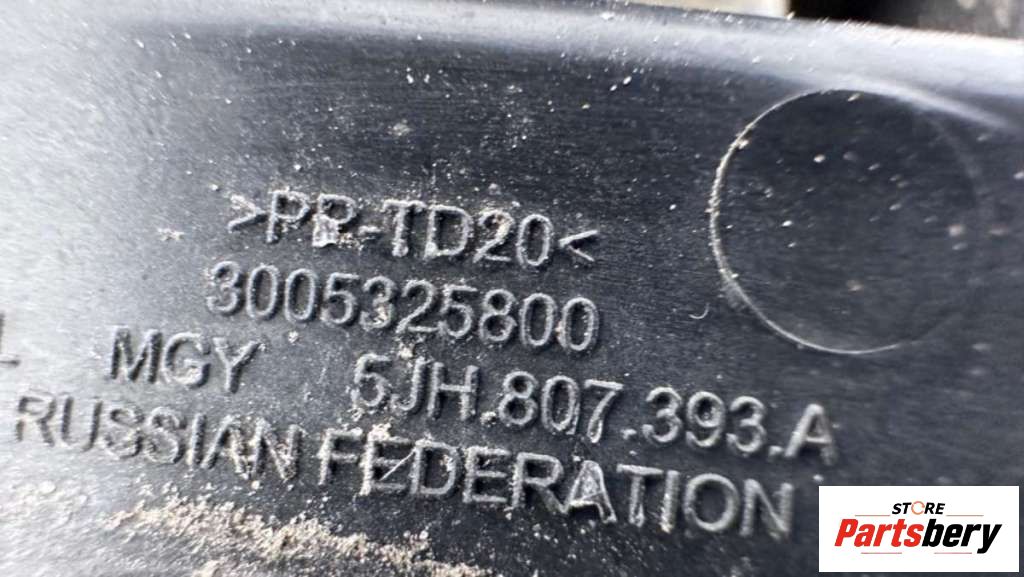 >PP-TD20<
3005325800
MGY 5JH.807.393.A
RUSSIAN FEDERATION
STORE
Partsbery